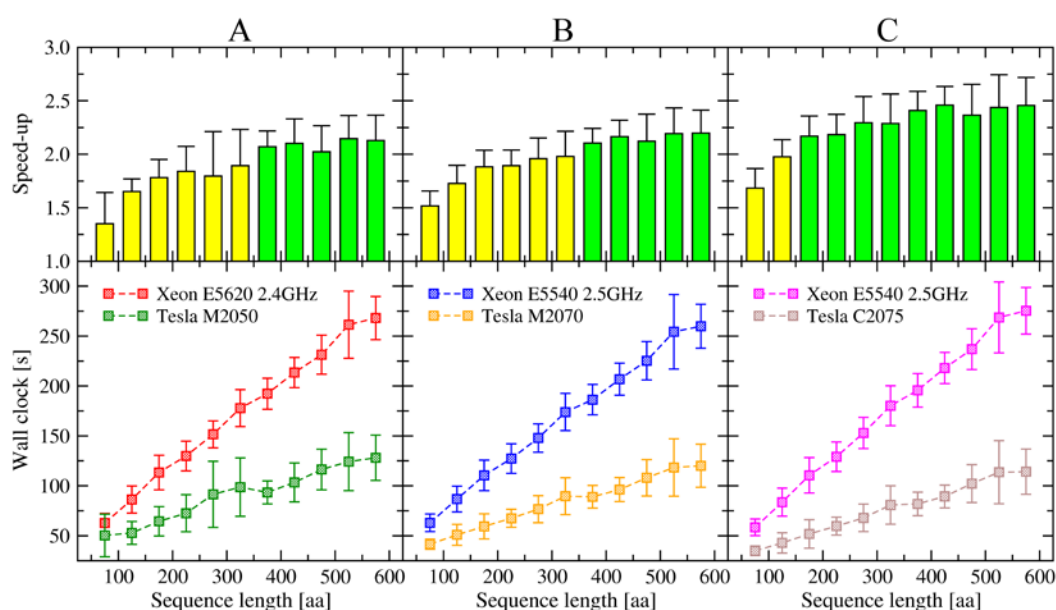 A B C
Speed-up
3.0
2.5
2.0
1.5
1.0
Wall clock [s]
300
250
200
150
100
50
Xeon E5620 2.4GHz
Tesla M2050
Xeon E5540 2.5GHz
Tesla M2070
Xeon E5540 2.5GHz
Tesla C2075
100 200 300 400 500 600 100 200 300 400 500 600 100 200 300 400 500 600
Sequence length [aa] Sequence length [aa] Sequence length [aa]